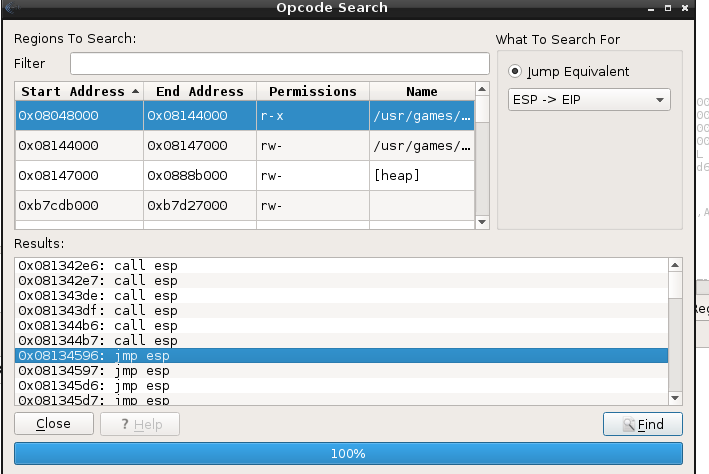 Opcode Search
Regions To Search:
What To Search For
Filter
Jump Equivalent
ESP -> EIP
Start Address End Address Permissions Name
0x08048000 0x08144000 r-x /usr/games/...
0x08144000 0x08147000 rw- /usr/games/...
0x08147000 0x0888b000 rw- [heap]
0xb7cdb000 0xb7d27000 rw-
Results:
0x081342e6: call esp
0x081342e7: call esp
0x081343de: call esp
0x081343df: call esp
0x081344b6: call esp
0x081344b7: call esp
0x08134596: jmp esp
0x08134597: jmp esp
0x081345d6: jmp esp
0x081345d7: jmp esp
Close ? Help Find
100%